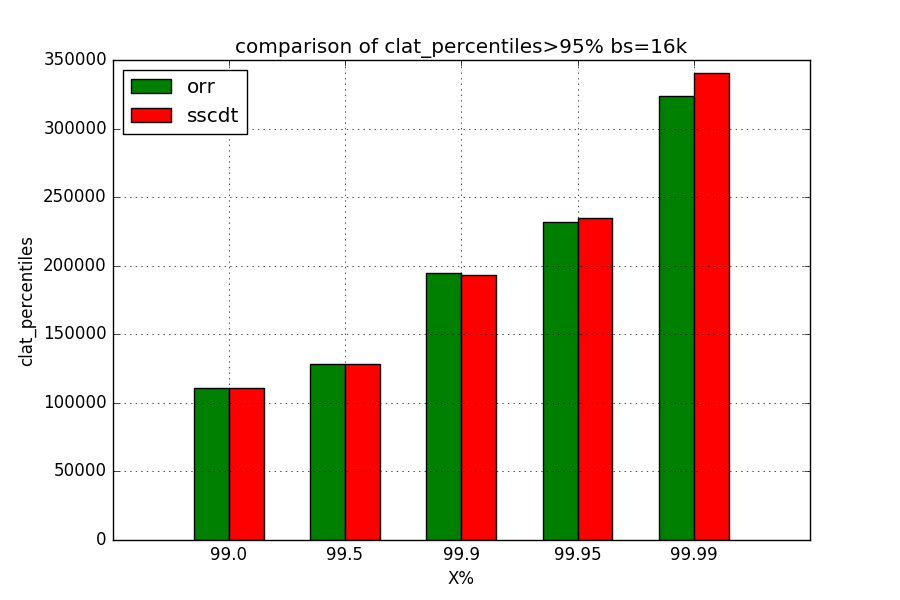 comparison of clat_percentiles>95% bs=16k
350000
300000
250000
200000
150000
100000
50000
0
clat_percentiles
orr
sscdt
99.0 99.5 99.9 99.95 99.99
X%